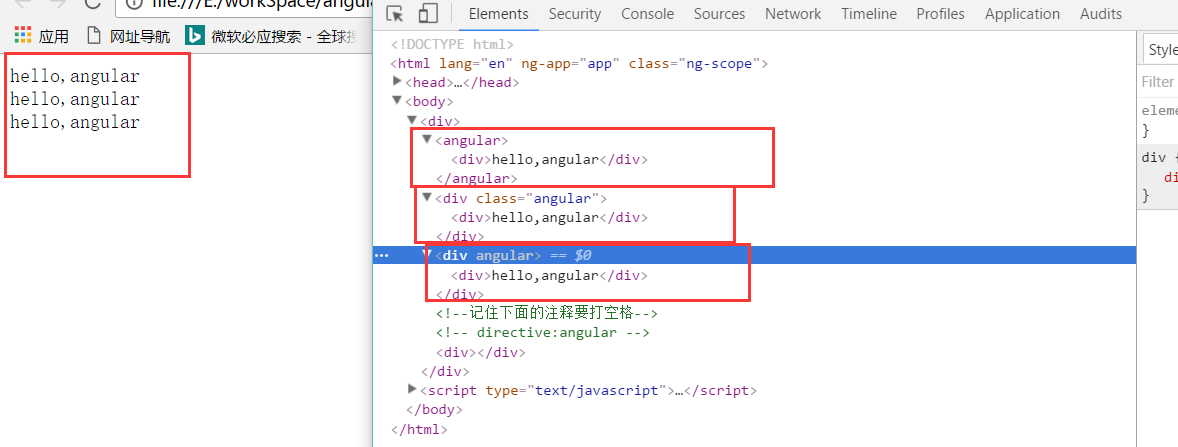 file:///E:/workSpace/angula
应用 网址导航 微软必应搜索 - 全球搜
hello,angular
hello,angular
hello,angular
Elements Security Console Sources Network Timeline Profiles Application Audits
<!DOCTYPE html>
<html lang="en" ng-app="app" class="ng-scope">
<head>…</head>
<body>
<div>
<angular>
<div>hello,angular</div>
</angular>
<div class="angular">
<div>hello,angular</div>
</div>
<div angular> == $0
<div>hello,angular</div>
</div>
<!--记住下面的注释要打空格-->
<!-- directive:angular -->
<div></div>
</div>
<script type="text/javascript">…</script>
</body>
</html>
Style
Filter
eleme
}
div {
di
}